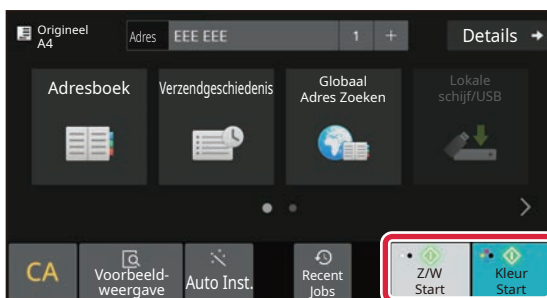 Origineel
A4
Adres EEE EEE 1 +
Details
Adresboek
Verzendgeschiedenis
Globaal
Adres Zoeken
Lokale
schijf/USB
CA
Voorbeeld-
weergave
Auto Inst.
Recent
Jobs
Z/W
Start
Kleur
Start